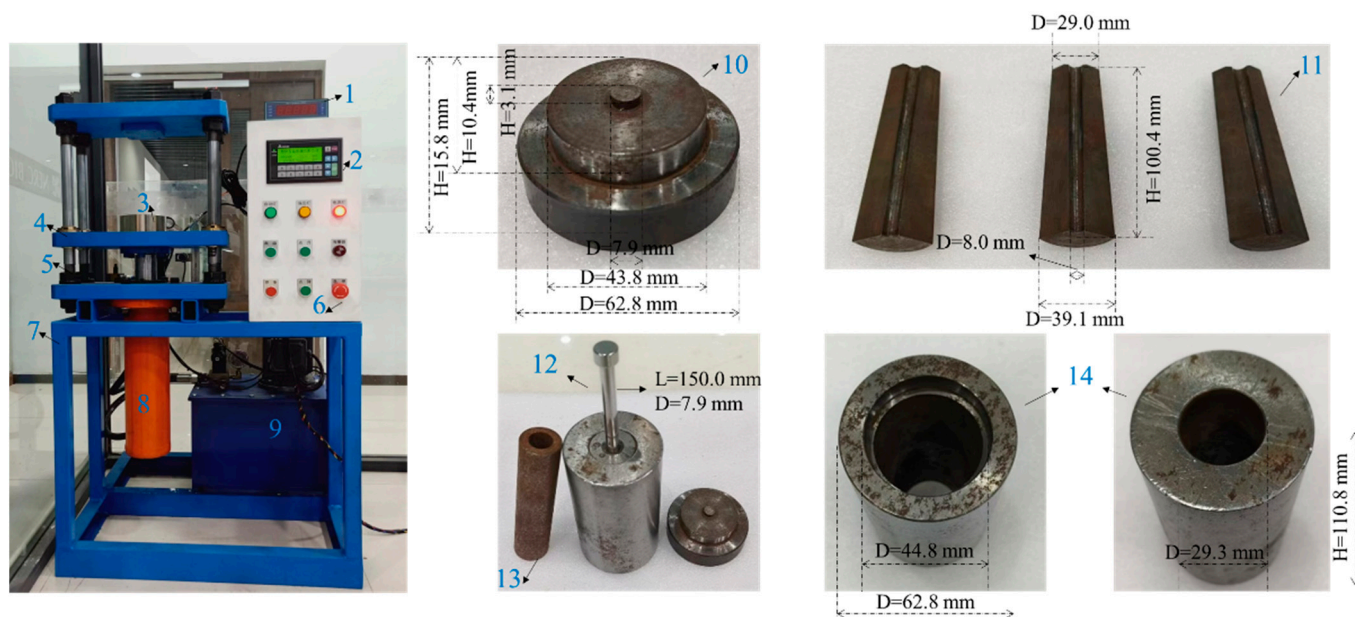 1
2
3
4
5
6
7
8
9
H=15.8 mm
H=10.4mm
H=3.1 mm
10
D=7.9 mm
D=43.8 mm
D=62.8 mm
D=29.0 mm
11
H=100.4 mm
D=8.0 mm
D=39.1 mm
12
L=150.0 mm
D=7.9 mm
13
14
D=44.8 mm
D=62.8 mm
D=29.3 mm
H=110.8 mm